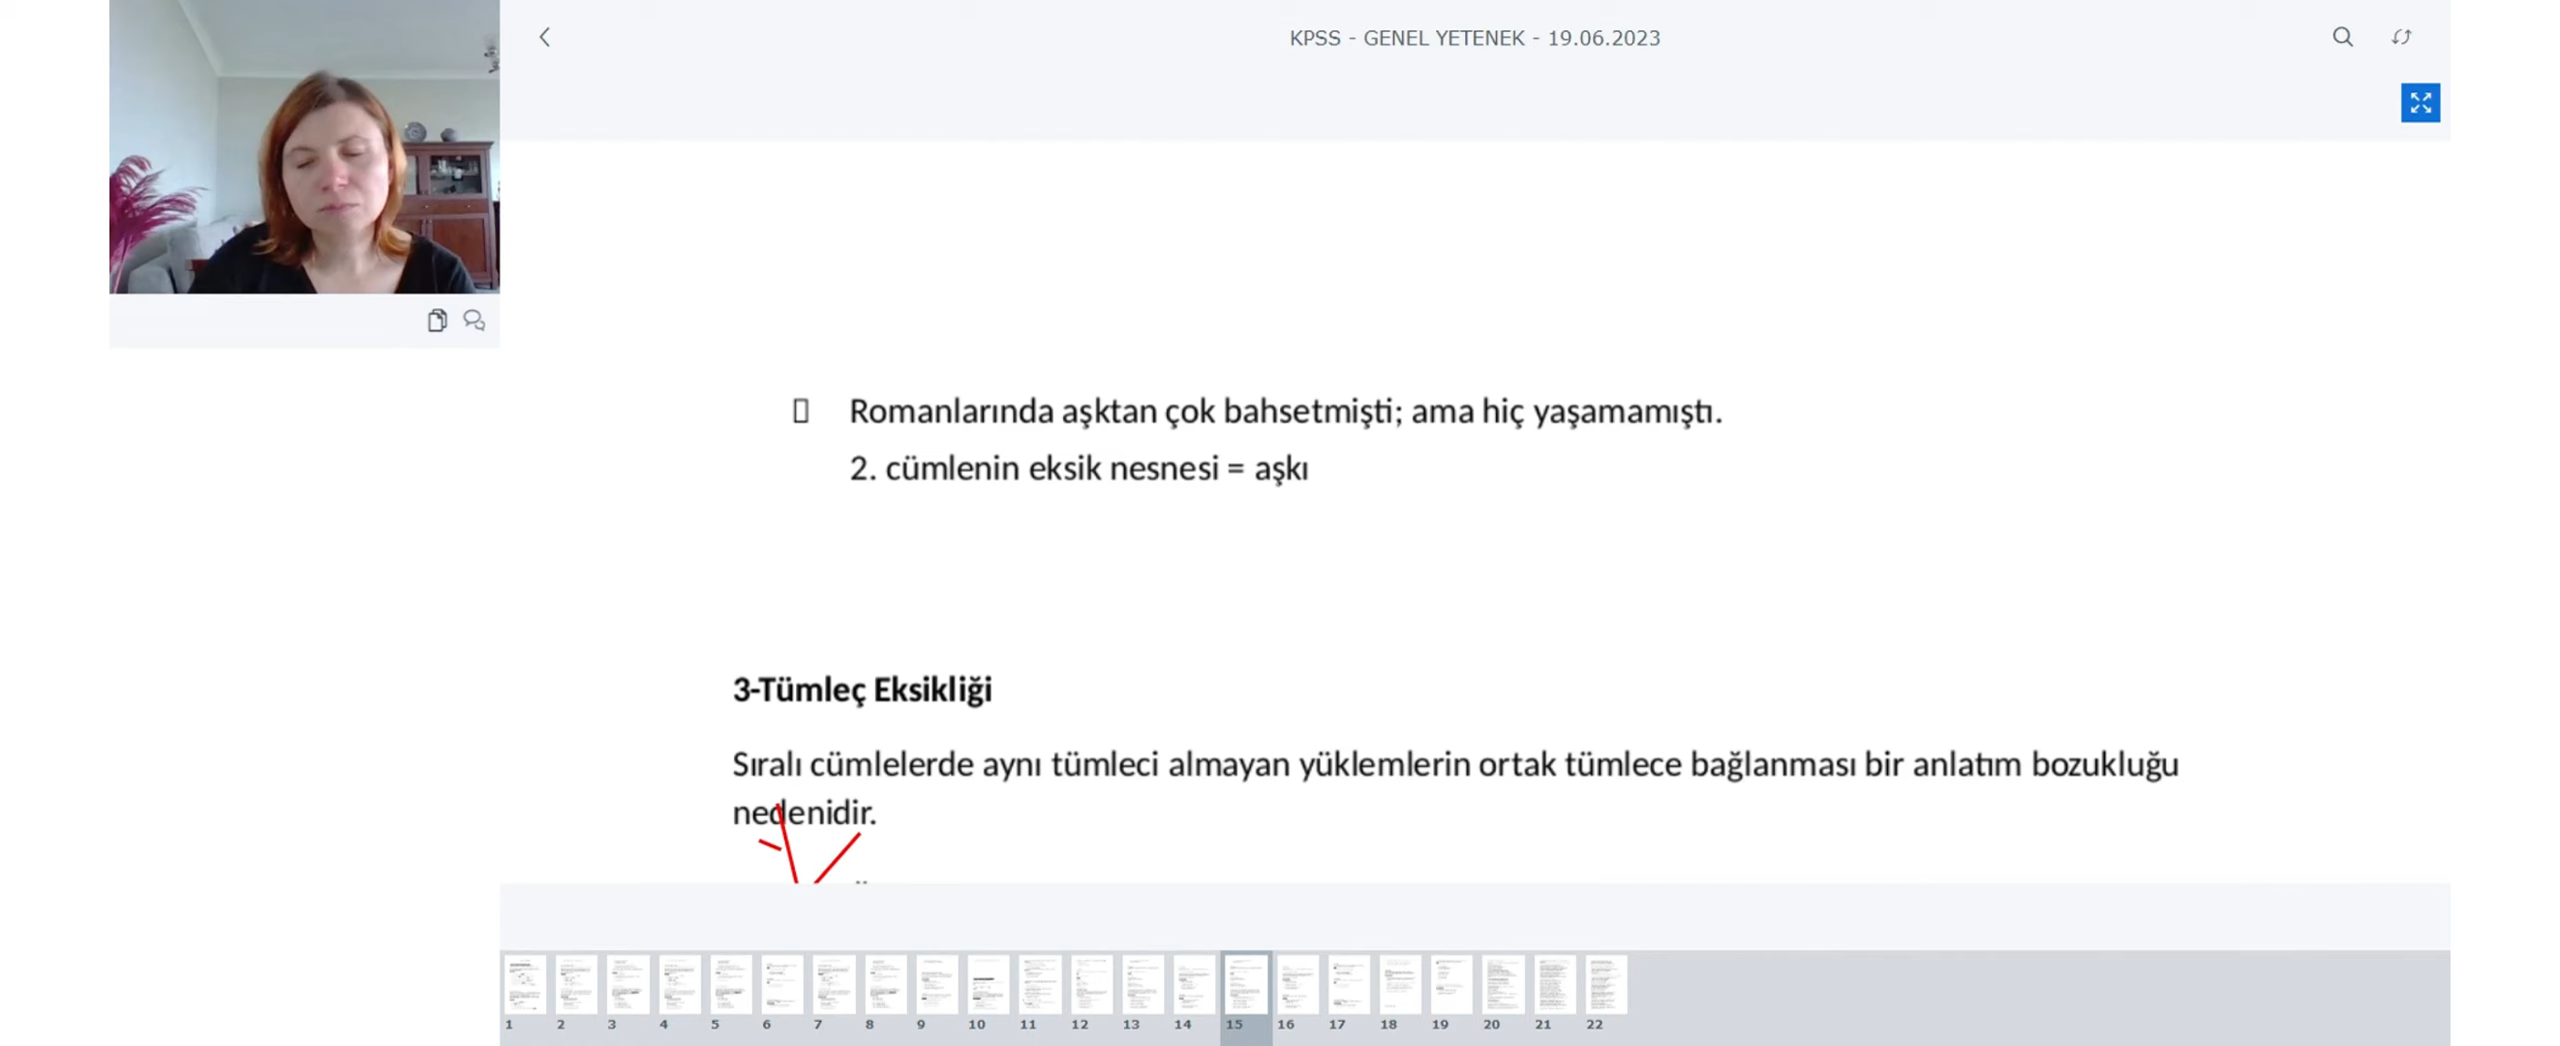 KPSS - GENEL YETENEK - 19.06.2023
Romanlarında aşktan çok bahsetmişti; ama hiç yaşamamıştı.
2. cümlenin eksik nesnesi = aşkı
3-Tümleç Eksikliği
Sıralı cümlelerde aynı tümleci almayan yüklemlerin ortak tümlece bağlanması bir anlatım bozukluğu
nedenidir.
1 2 3 4 5 6 7 8 9 10 11 12 13 14 15 16 17 18 19 20 21 22